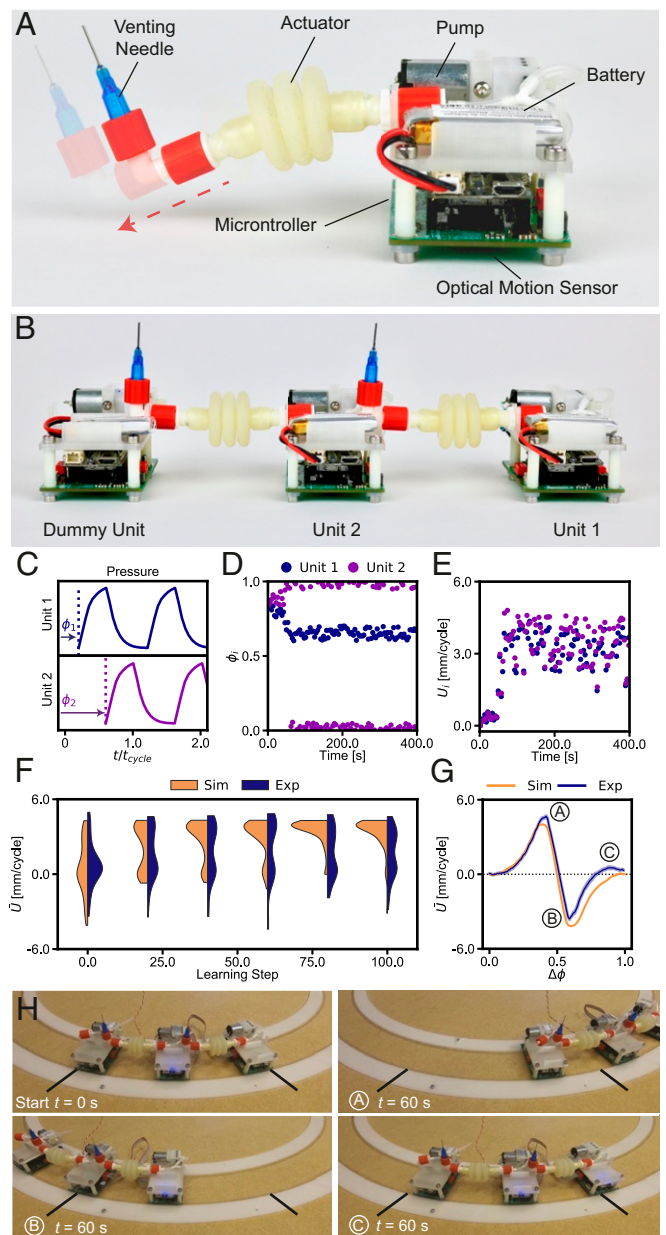 A
Venting
Needle
Actuator
Pump
Battery
Microntroller
Optical Motion Sensor
B
Dummy Unit
Unit 2
Unit 1
C
Pressure
Unit 1
ϕ1
Unit 2
ϕ2
0
1.0
2.0
t/tcycle
D
Unit 1
Unit 2
1.0
ϕi
0.5
0.0
0.0
200.0
400.0
Time [s]
E
6.0
Ui [mm/cycle]
3.0
0.0
0.0
200.0
400.0
Time [s]
F
Sim
Exp
6.0
Ū [mm/cycle]
0.0
-6.0
0.0
25.0
50.0
75.0
100.0
Learning Step
G
Sim
Exp
6.0
Ū [mm/cycle]
0.0
-6.0
A
B
C
0.0
0.5
1.0
Δϕ
H
Start t = 0 s
A t = 60 s
B t = 60 s
C t = 60 s